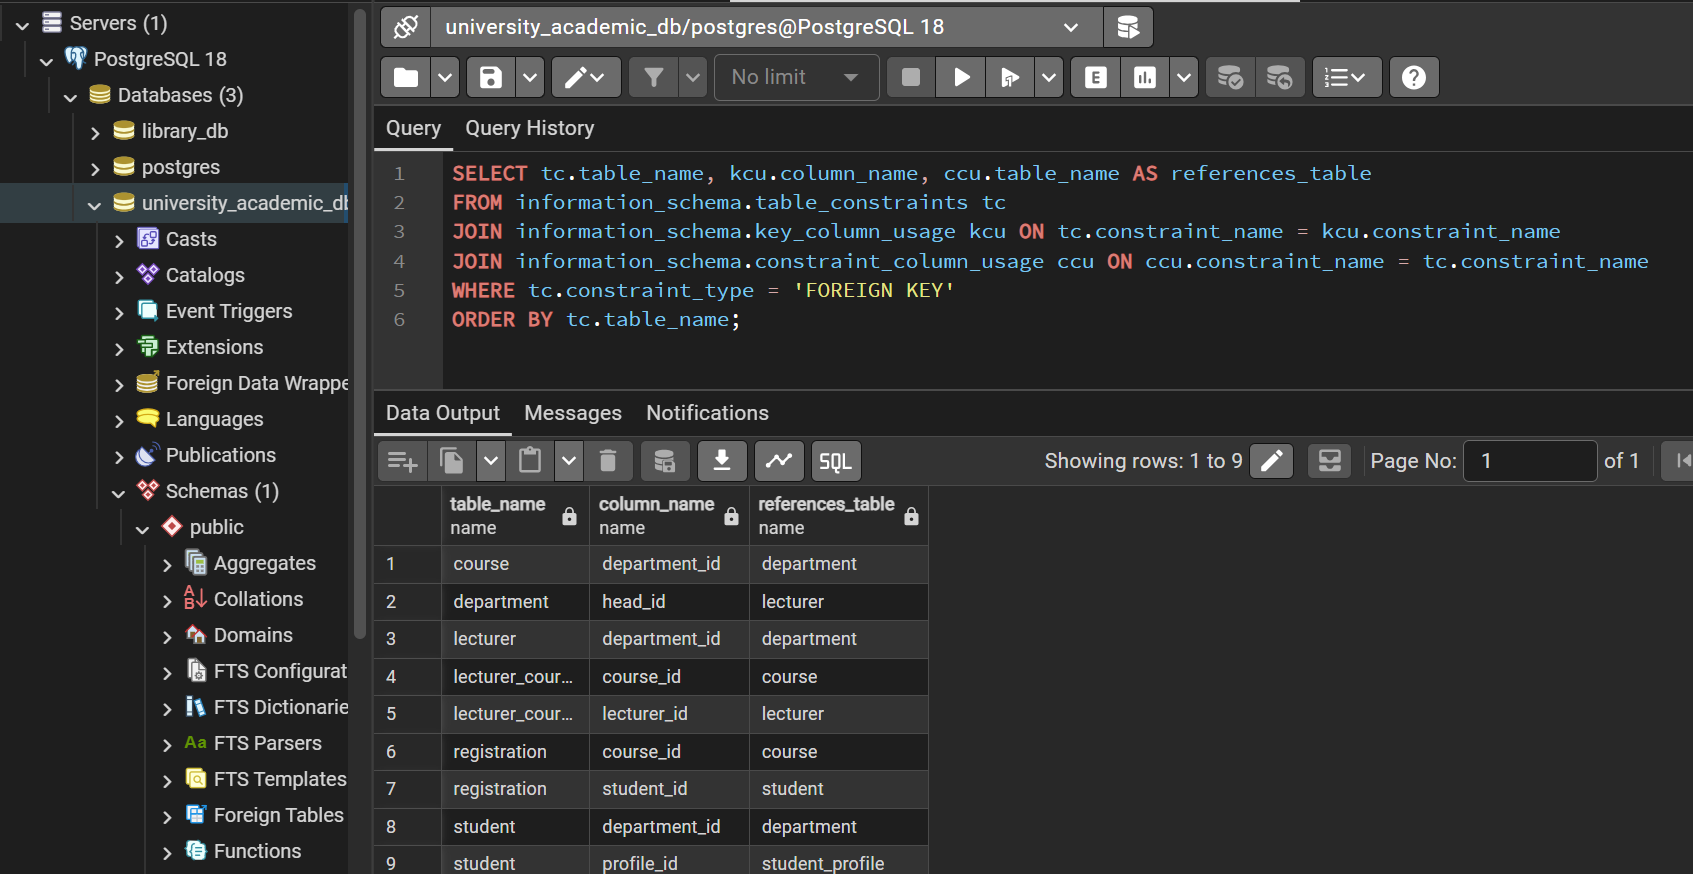 Servers (1)
PostgreSQL 18
Databases (3)
library_db
postgres
university_academic_db
Casts
Catalogs
Event Triggers
Extensions
Foreign Data Wrappe
Languages
Publications
Schemas (1)
public
Aggregates
Collations
Domains
FTS Configurat
FTS Dictionarie
FTS Parsers
FTS Templates
Foreign Tables
Functions
university_academic_db/postgres@PostgreSQL 18
No limit
E
Query Query History
1 SELECT tc.table_name, kcu.column_name, ccu.table_name AS references_table
2 FROM information_schema.table_constraints tc
3 JOIN information_schema.key_column_usage kcu ON tc.constraint_name = kcu.constraint_name
4 JOIN information_schema.constraint_column_usage ccu ON ccu.constraint_name = tc.constraint_name
5 WHERE tc.constraint_type = 'FOREIGN KEY'
6 ORDER BY tc.table_name;
Data Output Messages Notifications
SQL Showing rows: 1 to 9 Page No: 1 of 1
table_name column_name references_table
name name name
1 course department_id department
2 department head_id lecturer
3 lecturer department_id department
4 lecturer_cour... course_id course
5 lecturer_cour... lecturer_id lecturer
6 registration course_id course
7 registration student_id student
8 student department_id department
9 student profile_id student_profile